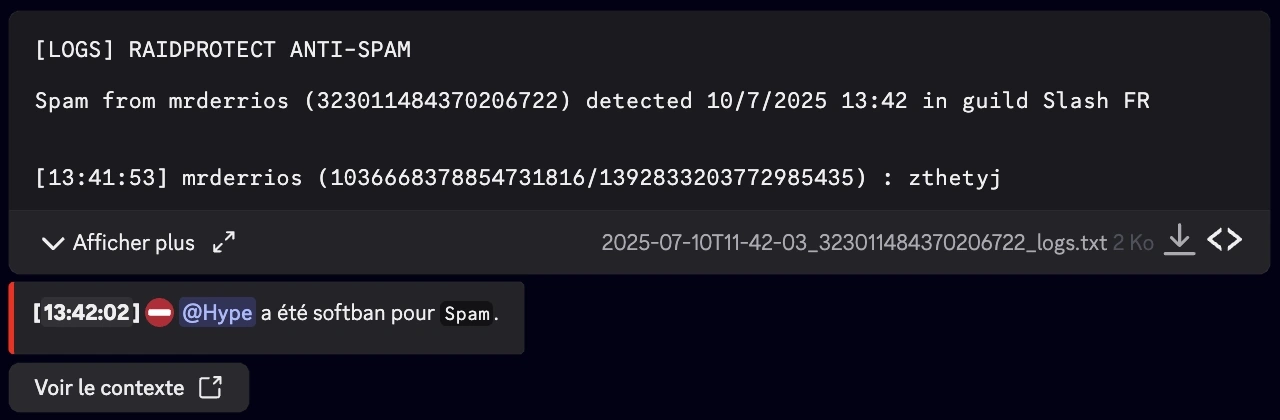 [LOGS] RAIDPROTECT ANTI-SPAM
Spam from mrderrios (323011484370206722) detected 10/7/2025 13:42 in guild Slash FR
[13:41:53] mrderrios (1036668378854731816/1392833203772985435) : zthetyj
Afficher plus
2025-07-10T11-42-03_323011484370206722_logs.txt 2 Ko
[13:42:02] @Hype a été softban pour Spam.
Voir le contexte